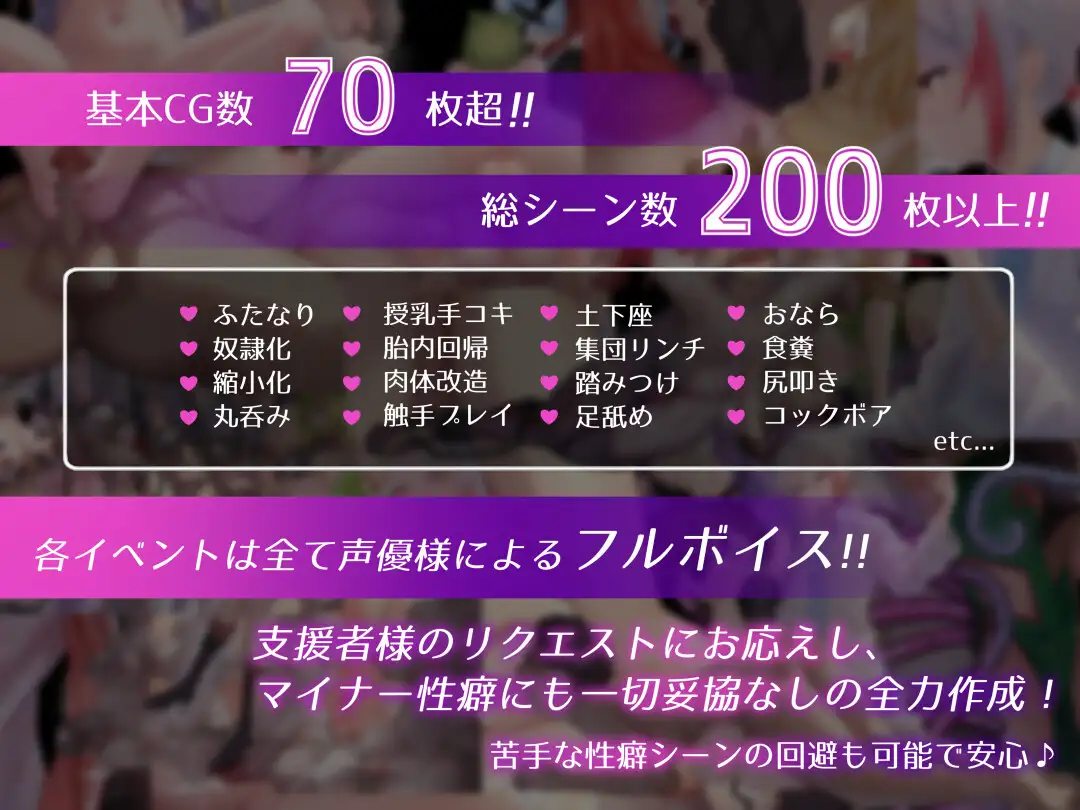 基本CG数 70 枚超!!
総シーン数 200 枚以上!!
♥ ふたなり ♥ 授乳手コキ ♥ 土下座 ♥ おなら
♥ 奴隷化 ♥ 胎内回帰 ♥ 集団リンチ ♥ 食糞
♥ 縮小化 ♥ 肉体改造 ♥ 踏みつけ ♥ 尻叩き
♥ 丸呑み ♥ 触手プレイ ♥ 足舐め ♥ コックボア
etc...
各イベントは全て声優様によるフルボイス!!
支援者様のリクエストにお応えし、
マイナー性癖にも一切妥協なしの全力作成！
苦手な性癖シーンの回避も可能で安心♪